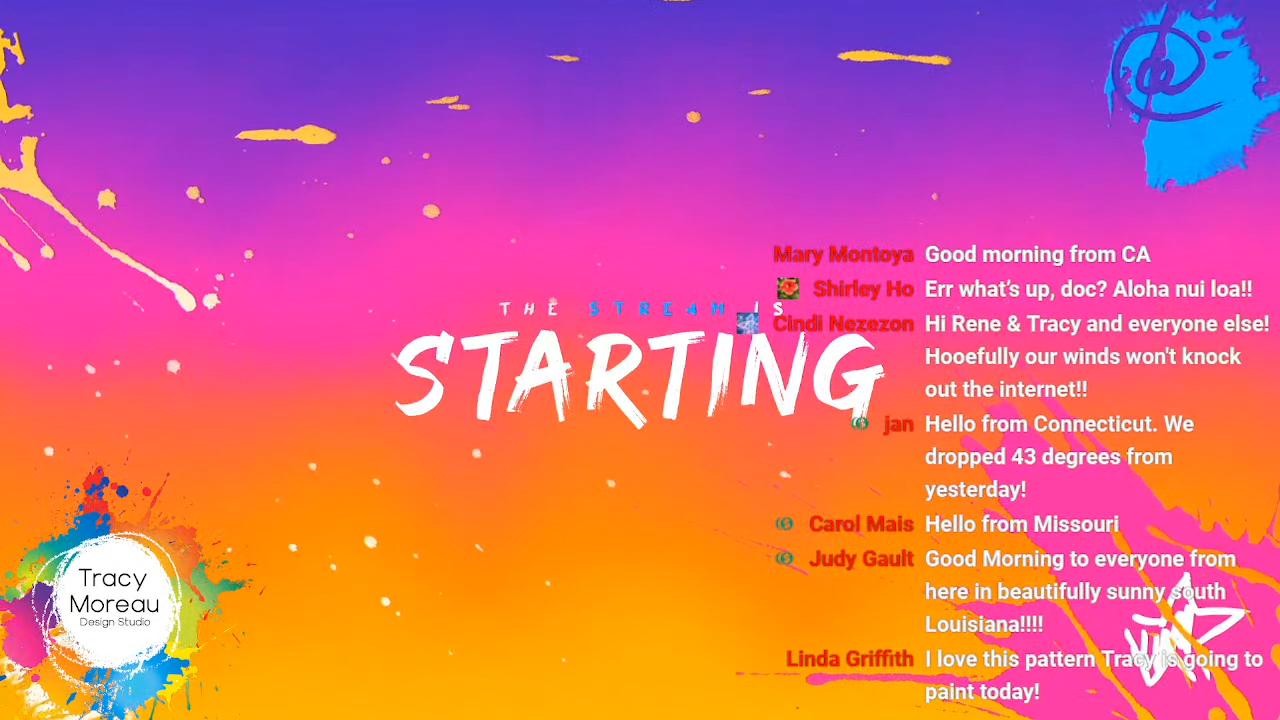 THE STREAM IS
STARTING
Mary Montoya Good morning from CA
Shirley Ho Err what’s up, doc? Aloha nui loa!!
Cindi Nezezon Hi Rene & Tracy and everyone else!
Hooefully our winds won't knock
out the internet!!
jan Hello from Connecticut. We
dropped 43 degrees from
yesterday!
Carol Mais Hello from Missouri
Judy Gault Good Morning to everyone from
here in beautifully sunny south
Louisiana!!!!
Linda Griffith I love this pattern Tracy is going to
paint today!
Tracy
Moreau
Design Studio